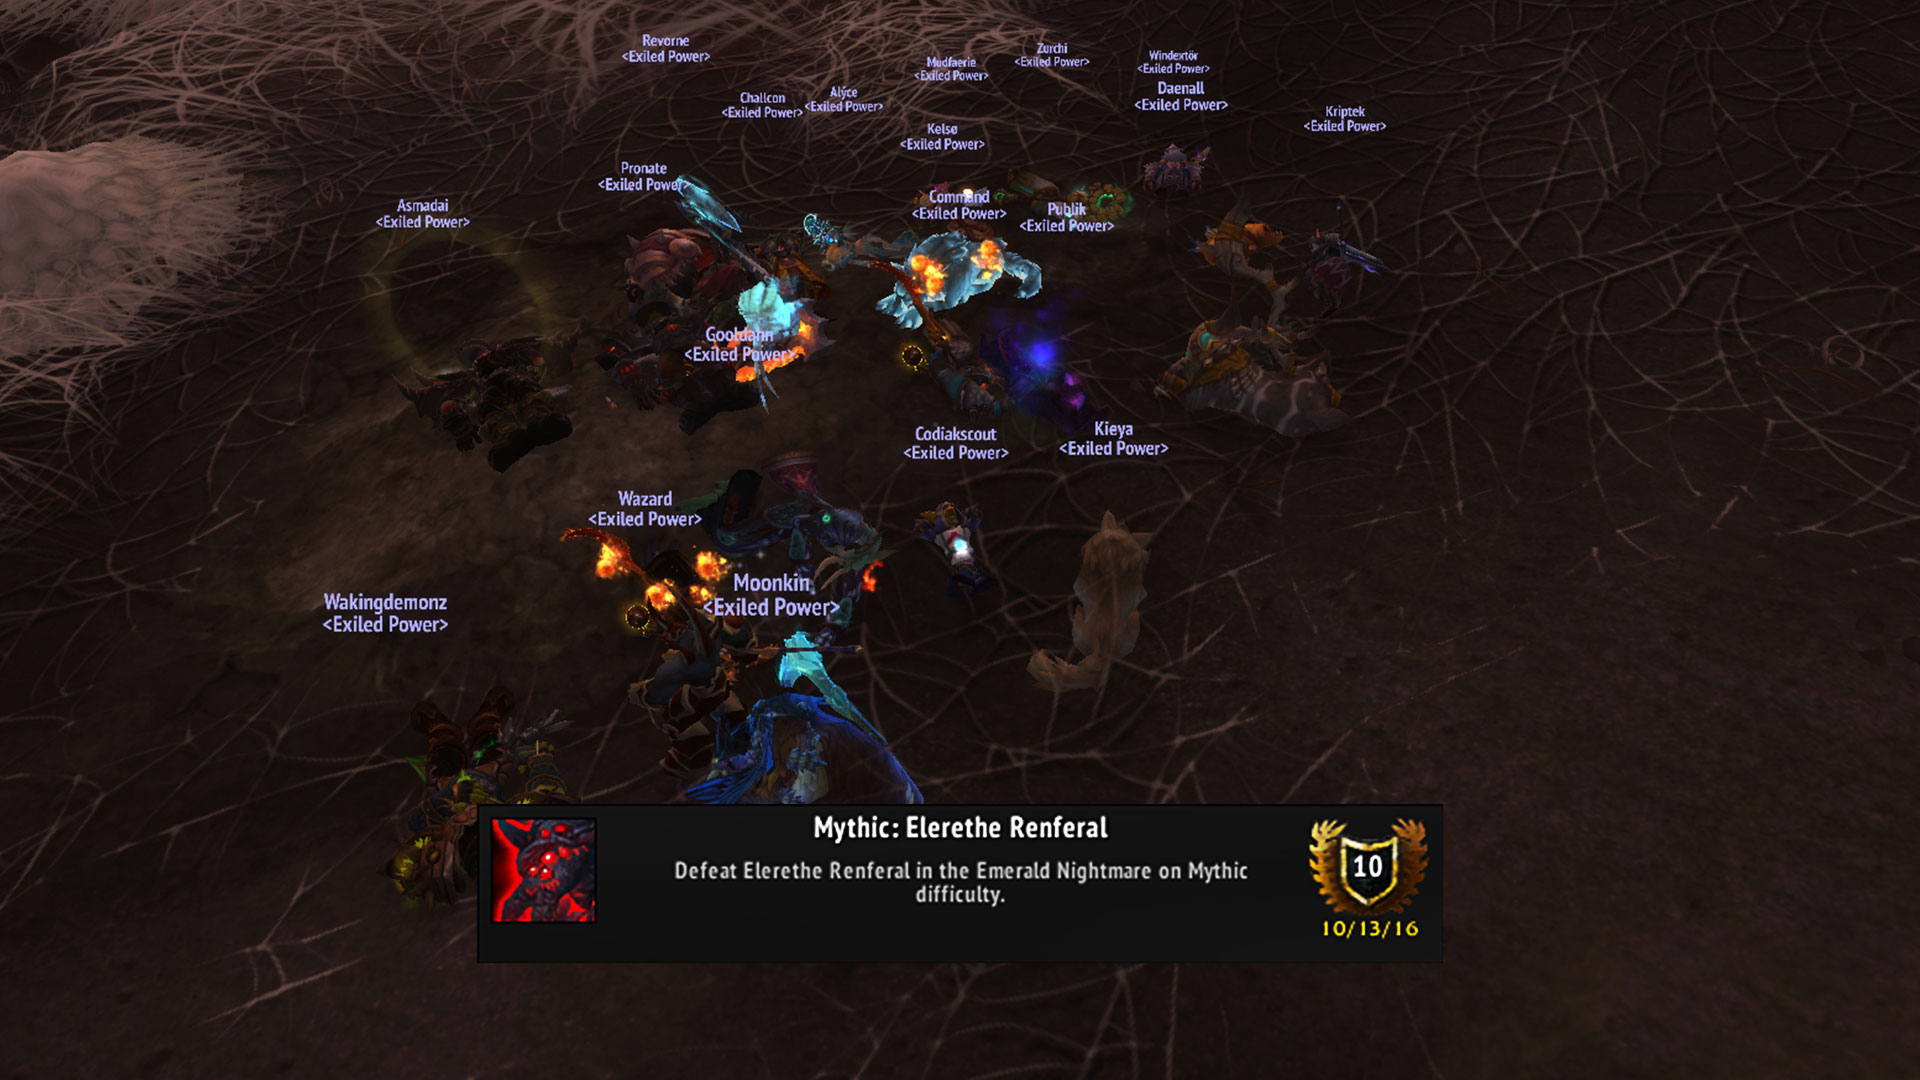 Revorne
<Exiled Power>
Zurchi
<Exiled Power>
Mudfaerie
<Exiled Power>
Windextör
<Exiled Power>
Daenall
<Exiled Power>
Challcon
<Exiled Power>
Alýce
<Exiled Power>
Kriptek
<Exiled Power>
Kelsø
<Exiled Power>
Pronate
<Exiled Power>
Asmadai
<Exiled Power>
Command
<Exiled Power>
Publik
<Exiled Power>
Gooldann
<Exiled Power>
Codiakscout
<Exiled Power>
Kieya
<Exiled Power>
Wazard
<Exiled Power>
Moonkin
<Exiled Power>
Wakingdemonz
<Exiled Power>
Mythic: Elerethe Renferal
Defeat Elerethe Renferal in the Emerald Nightmare on Mythic
difficulty.
10
10/13/16